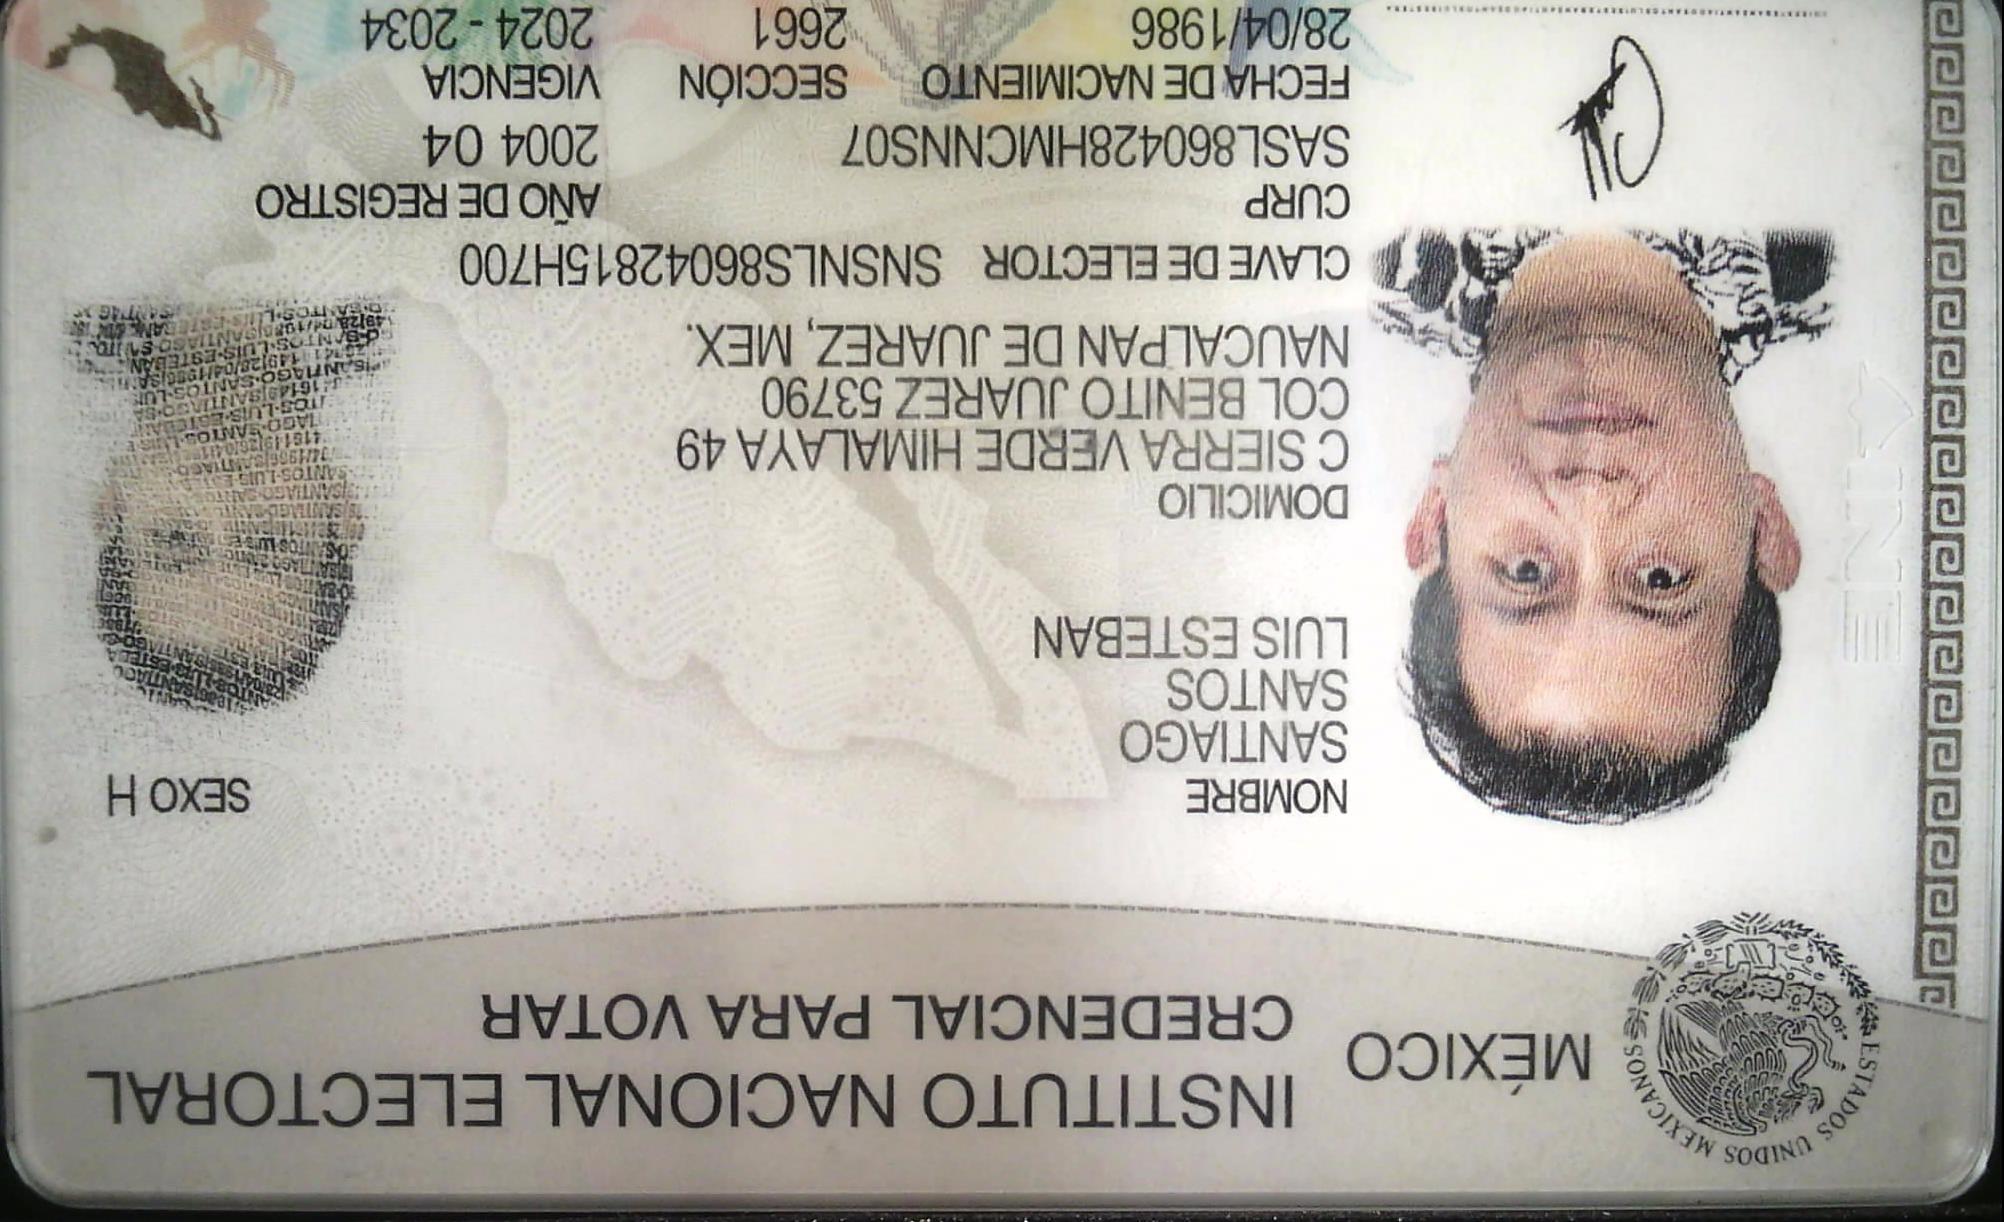 MÉXICO
INSTITUTO NACIONAL ELECTORAL
CREDENCIAL PARA VOTAR
ESTADOS UNIDOS MEXICANOS
NOMBRE
SANTIAGO
SANTOS
LUIS ESTEBAN
SEXO H
DOMICILIO
C SIERRA VERDE HIMALAYA 49
COL BENITO JUAREZ 53790
NAUCALPAN DE JUAREZ, MEX.
CLAVE DE ELECTOR SNSNLS86042815H700
CURP
SASL860428HMCNNS07
AÑO DE REGISTRO
2004 04
FECHA DE NACIMIENTO
28/04/1986
SECCIÓN
2661
VIGENCIA
2024 - 2034
INE